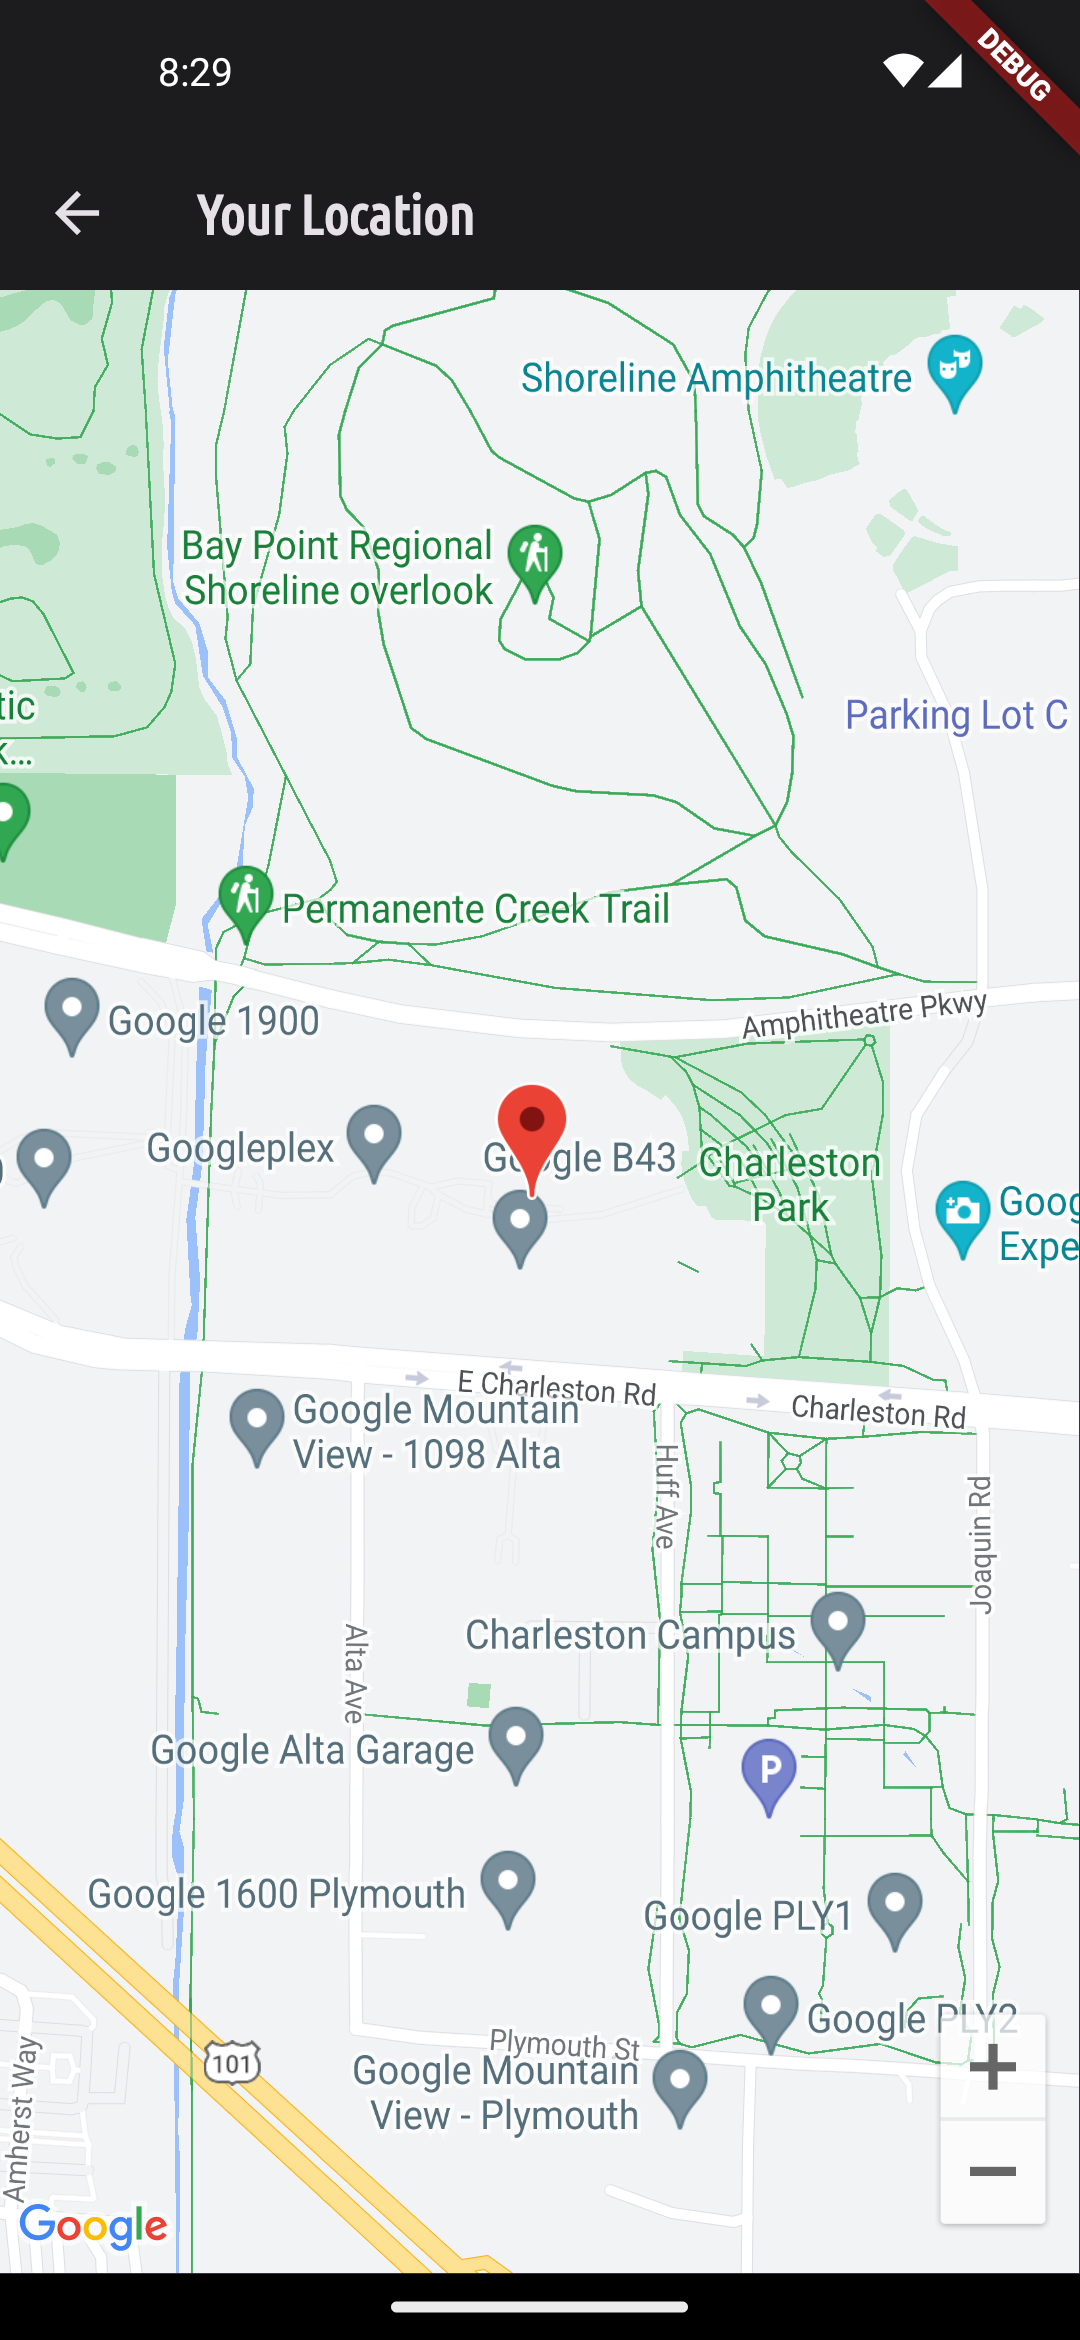 8:29
DEBUG
Your Location
Shoreline Amphitheatre
Bay Point Regional
Shoreline overlook
tic
k...
Parking Lot C
Permanente Creek Trail
Amphitheatre Pkwy
Google 1900
Googleplex
Google B43
Charleston
Park
Goog
Expe
E Charleston Rd
Charleston Rd
Google Mountain
View - 1098 Alta
Huff Ave
Joaquin Rd
Charleston Campus
Alta Ave
Google Alta Garage
P
Google 1600 Plymouth
Google PLY1
Google PLY2
Plymouth St
101
Google Mountain
View - Plymouth
Amherst Way
Google